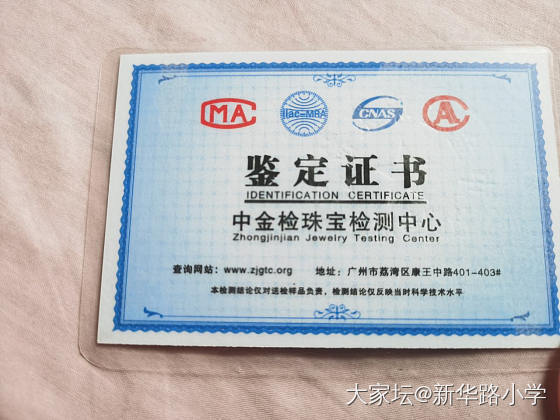 MA
ilac-MRA
CNAS
AL
鉴定证书
IDENTIFICATION CERTIFICATE
中金检珠宝检测中心
Zhongjinjian Jewelry Testing Center
查询网站：www.zjgtc.org 地址：广州市荔湾区康王中路401-403#
本检测结论仅对送检样品负责，检测结论仅反映当时科学技术水平
大家坛@新华路小学